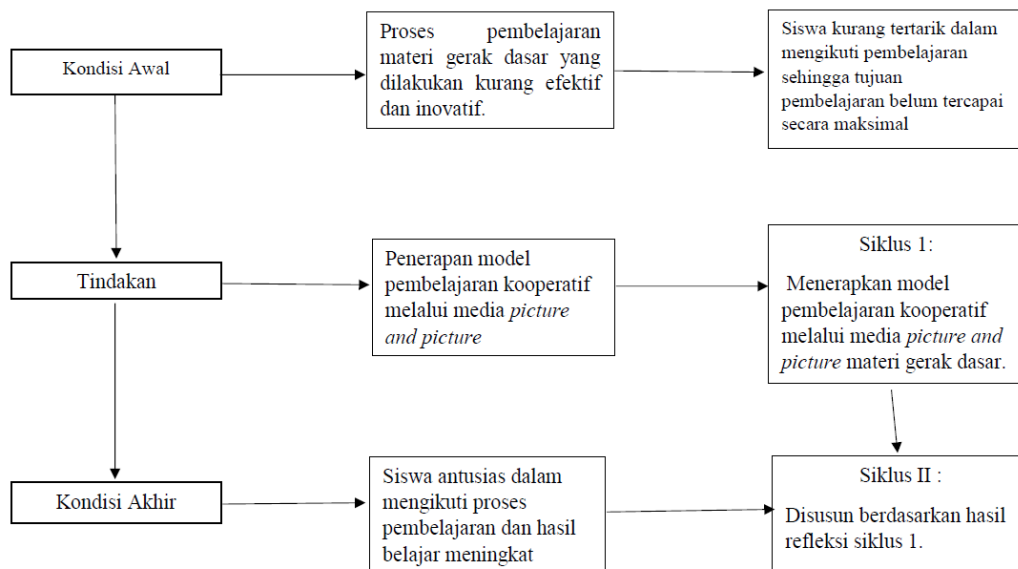 Kondisi Awal
Proses pembelajaran
materi gerak dasar yang
dilakukan kurang efektif
dan inovatif.
Siswa kurang tertarik dalam
mengikuti pembelajaran
sehingga tujuan
pembelajaran belum tercapai
secara maksimal
Tindakan
Penerapan model
pembelajaran kooperatif
melalui media picture
and picture
Siklus 1:
Menerapkan model
pembelajaran kooperatif
melalui media picture and
picture materi gerak dasar.
Kondisi Akhir
Siswa antusias dalam
mengikuti proses
pembelajaran dan hasil
belajar meningkat
Siklus II :
Disusun berdasarkan hasil
refleksi siklus 1.